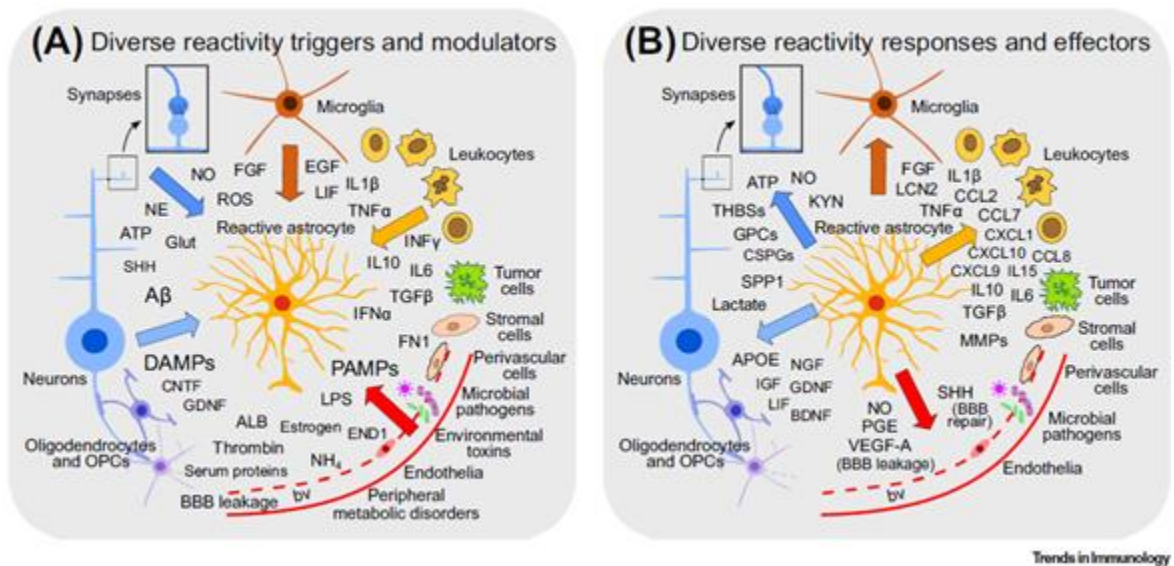 (A) Diverse reactivity triggers and modulators
Synapses
Microglia
Leukocytes
NO
FGF
EGF
ROS
LIF
IL1β
NE
TNFα
ATP
Glut
Reactive astrocyte
INFγ
SHH
IL10
IL6
Tumor
cells
Aβ
TGFβ
IFNα
Stromal
cells
DAMPs
FN1
Neurons
CNTF
PAMPs
Perivascular
cells
GDNF
LPS
Microbial
pathogens
ALB
Estrogen
END1
Environmental
toxins
Oligodendrocytes
and OPCs
Thrombin
NH4
Serum proteins
Endothelia
BBB leakage
bv
Peripheral
metabolic disorders
(B) Diverse reactivity responses and effectors
Synapses
Microglia
Leukocytes
ATP
NO
FGF
IL1β
KYN
LCN2
CCL2
THBSs
TNFα
CCL7
GPCs
Reactive astrocyte
CXCL1
CSPGs
CXCL10
CCL8
SPP1
CXCL9
IL15
Tumor
cells
Lactate
IL10
IL6
TGFβ
Stromal
cells
MMPs
Neurons
APOE
NGF
Perivascular
cells
IGF
GDNF
LIF
BDNF
SHH
(BBB
repair)
Microbial
pathogens
NO
PGE
VEGF-A
(BBB leakage)
Oligodendrocytes
and OPCs
Endothelia
bv
Trends in Immunology